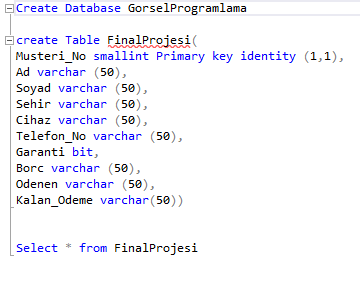 Create Database GorselProgramlama
create Table FinalProjesi(
Musteri_No smallint Primary key identity (1,1),
Ad varchar (50),
Soyad varchar (50),
Sehir varchar (50),
Cihaz varchar (50),
Telefon_No varchar (50),
Garanti bit,
Borc varchar (50),
Odenen varchar (50),
Kalan_Odeme varchar(50))
Select * from FinalProjesi